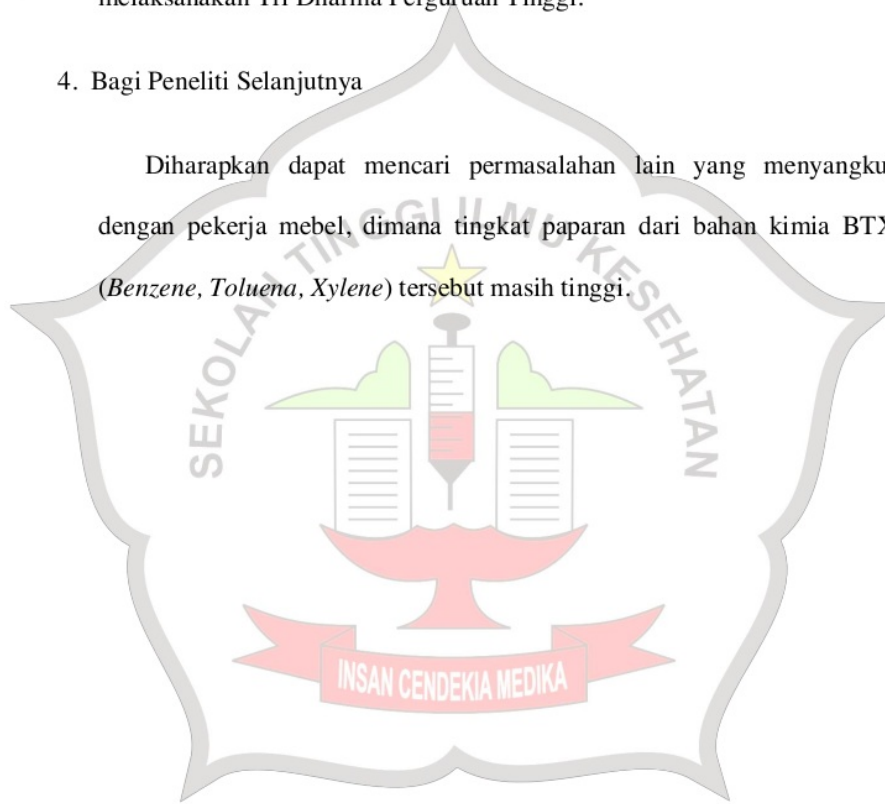 melaksanakan Tri Dharma Perguruan Tinggi.
4. Bagi Peneliti Selanjutnya
Diharapkan dapat mencari permasalahan lain yang menyangku
dengan pekerja mebel, dimana tingkat paparan dari bahan kimia BTX
(Benzene, Toluena, Xylene) tersebut masih tinggi.
SEKOLAH TINGGI ILMU KESEHATAN
INSAN CENDEKIA MEDIKA